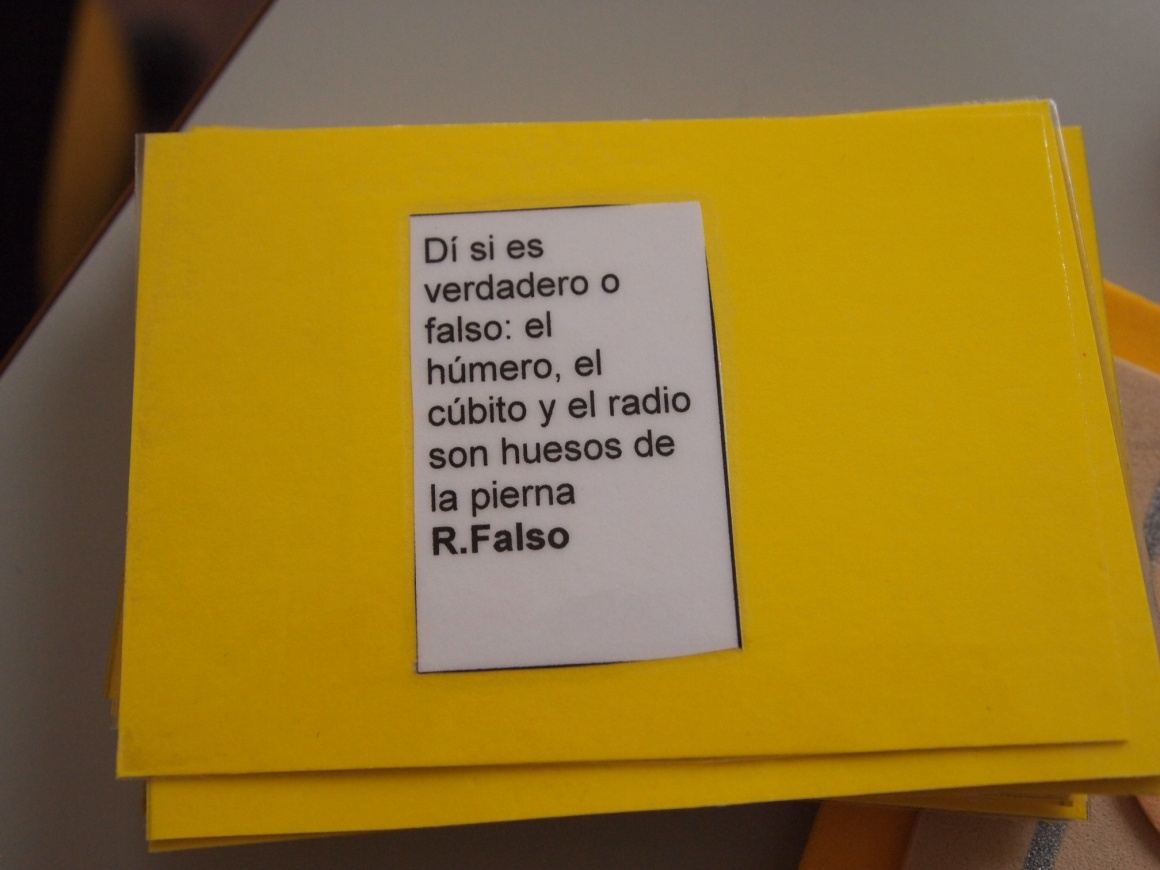 Dí si es
verdadero o
falso: el
húmero, el
cúbito y el radio
son huesos de
la pierna
R.Falso